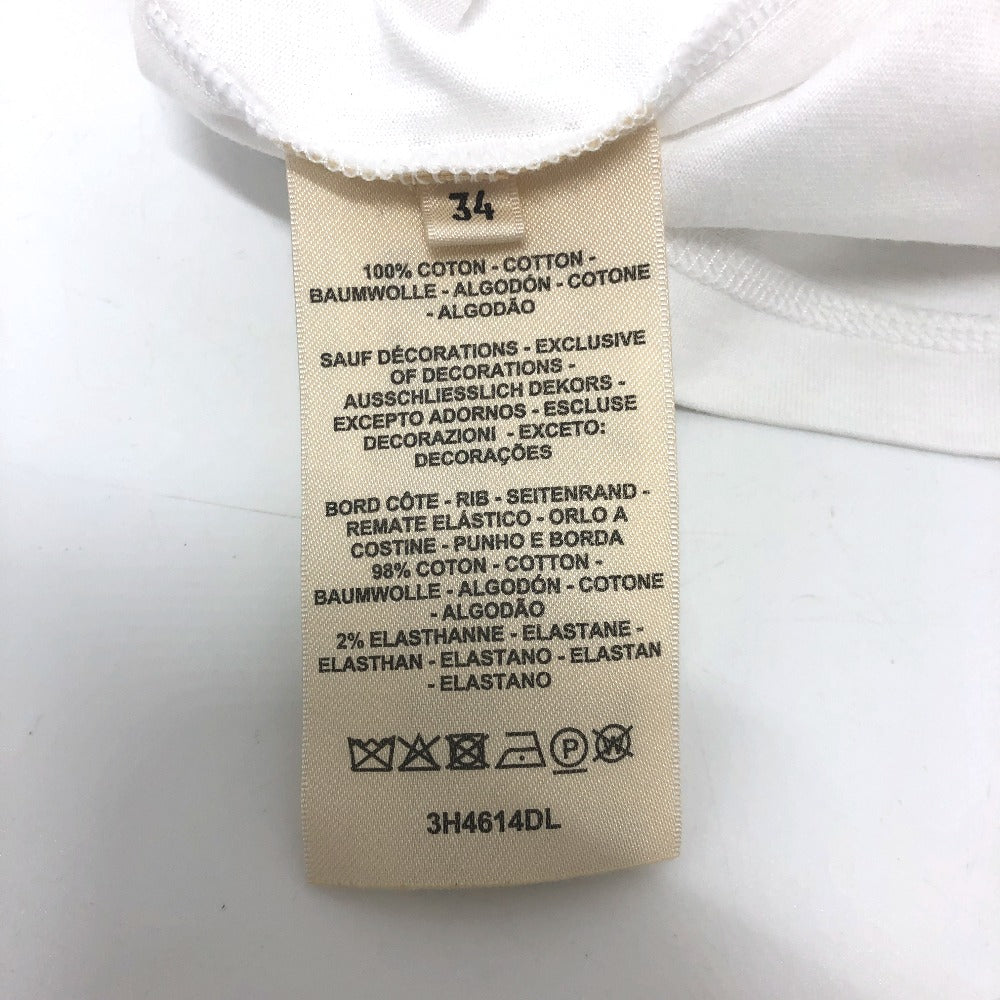 34
100% COTON - COTTON -
BAUMWOLLE - ALGODÓN - COTONE
- ALGODÃO
SAUF DÉCORATIONS - EXCLUSIVE
OF DECORATIONS -
AUSSCHLIESSLICH DEKORS -
EXCEPTO ADORNOS - ESCLUSE
DECORAZIONI - EXCETO:
DECORAÇÕES
BORD CÔTE - RIB - SEITENRAND -
REMATE ELÁSTICO - ORLO A
COSTINE - PUNHO E BORDA
98% COTON - COTTON -
BAUMWOLLE - ALGODÓN - COTONE
- ALGODÃO
2% ELASTHANNE - ELASTANE -
ELASTHAN - ELASTANO - ELASTAN
- ELASTANO
P W
3H4614DL